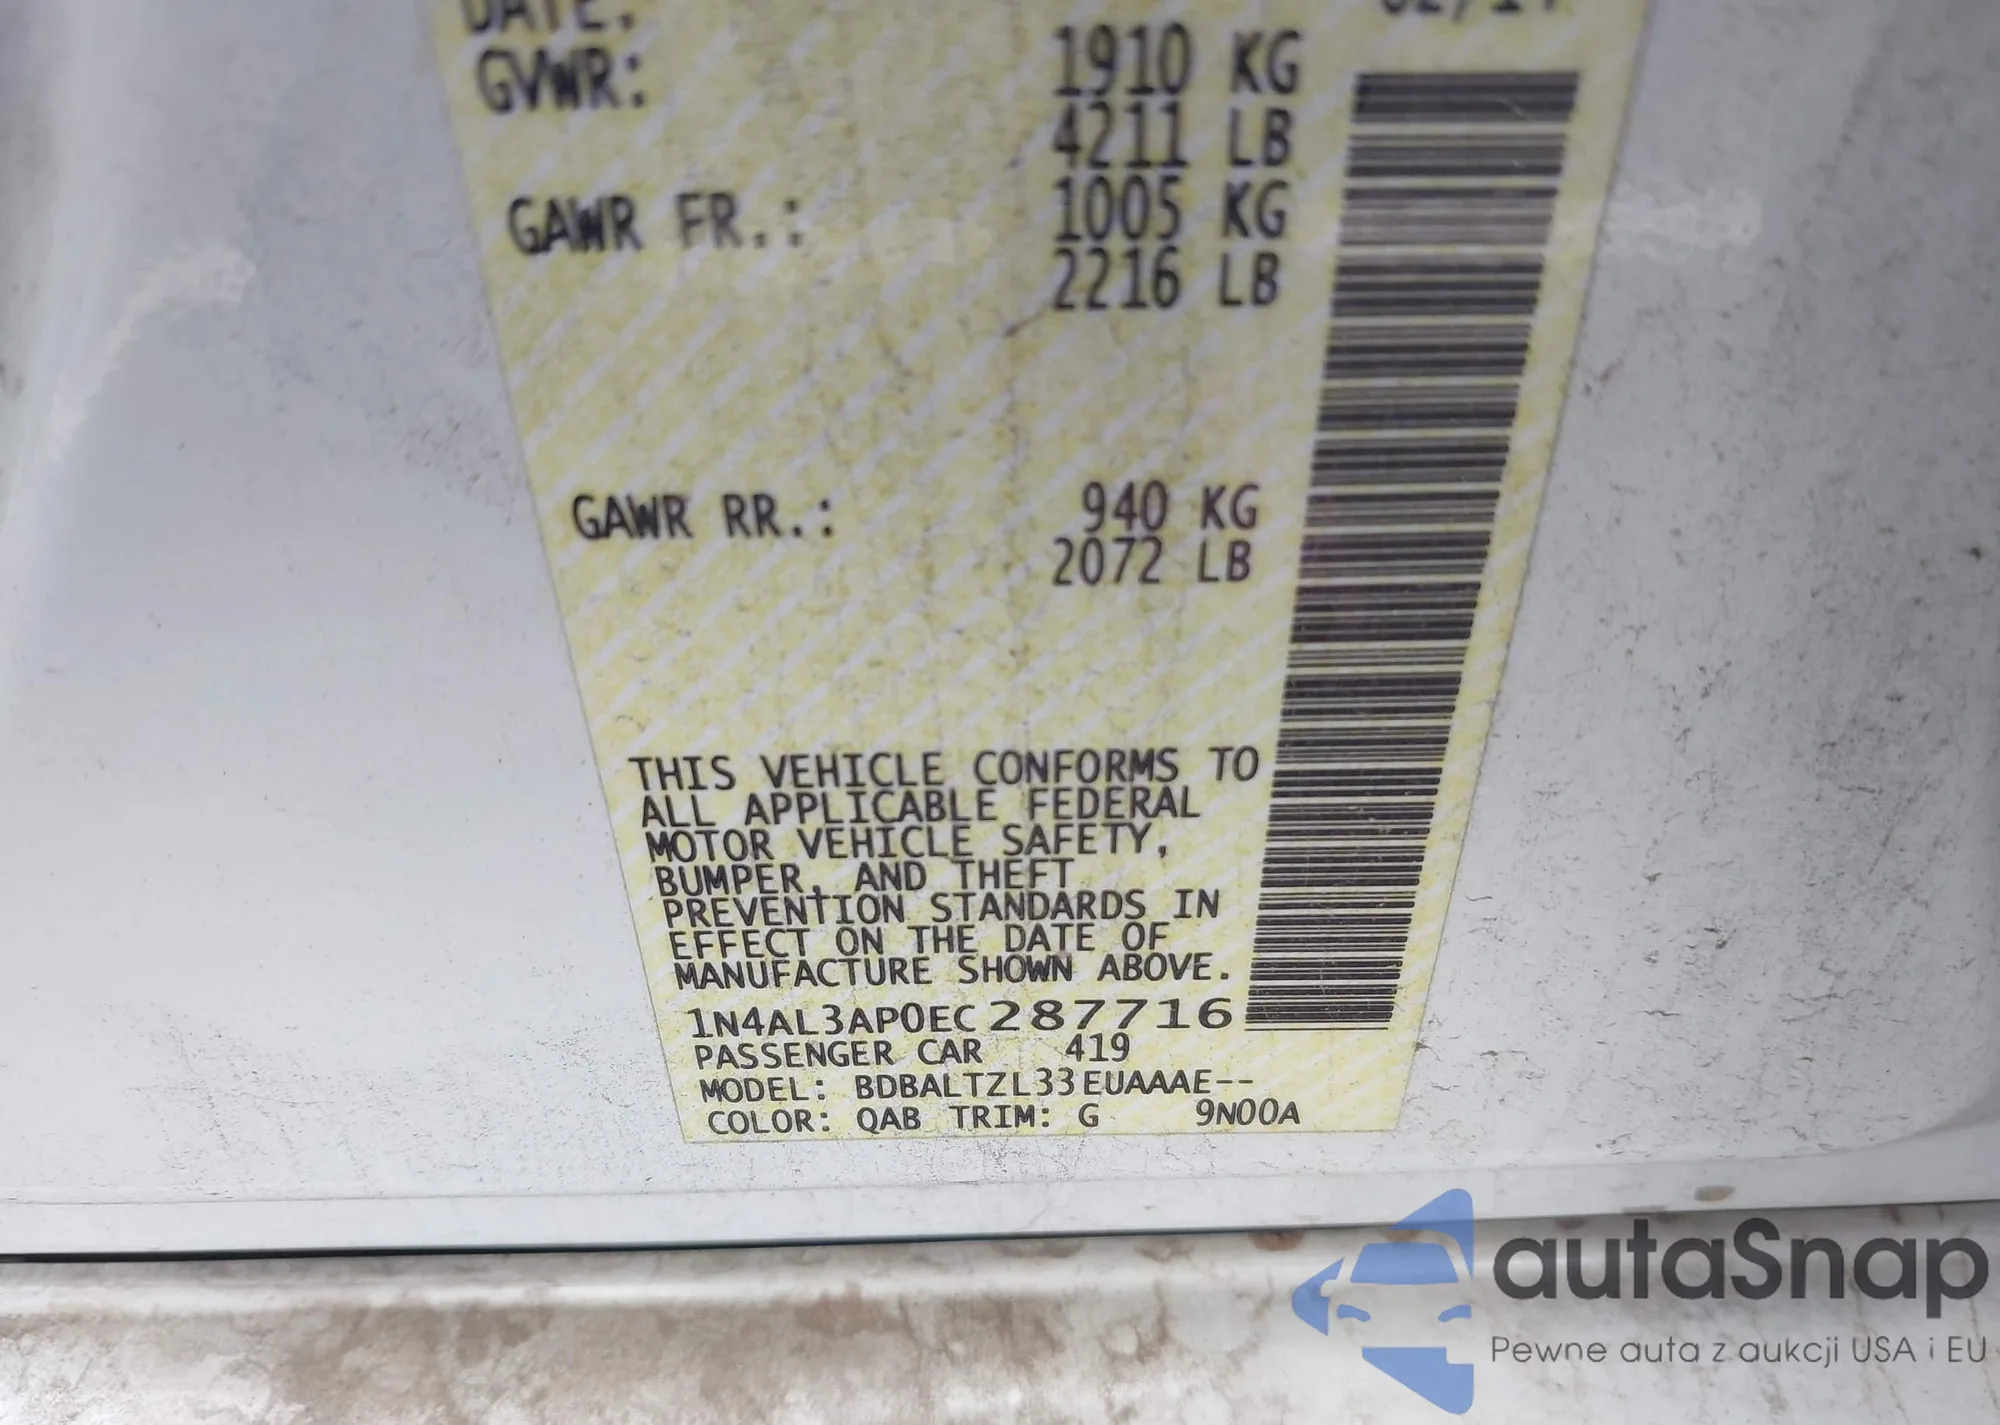 DATE: 02/14
GVWR: 1910 KG
4211 LB
GAWR FR.: 1005 KG
2216 LB
GAWR RR.: 940 KG
2072 LB
THIS VEHICLE CONFORMS TO
ALL APPLICABLE FEDERAL
MOTOR VEHICLE SAFETY,
BUMPER, AND THEFT
PREVENTION STANDARDS IN
EFFECT ON THE DATE OF
MANUFACTURE SHOWN ABOVE.
1N4AL3AP0EC287716
PASSENGER CAR 419
MODEL: BDBALTZL33EUAAAE--
COLOR: QAB TRIM: G 9N00A
autaSnap
Pewne auta z aukcji USA i EU